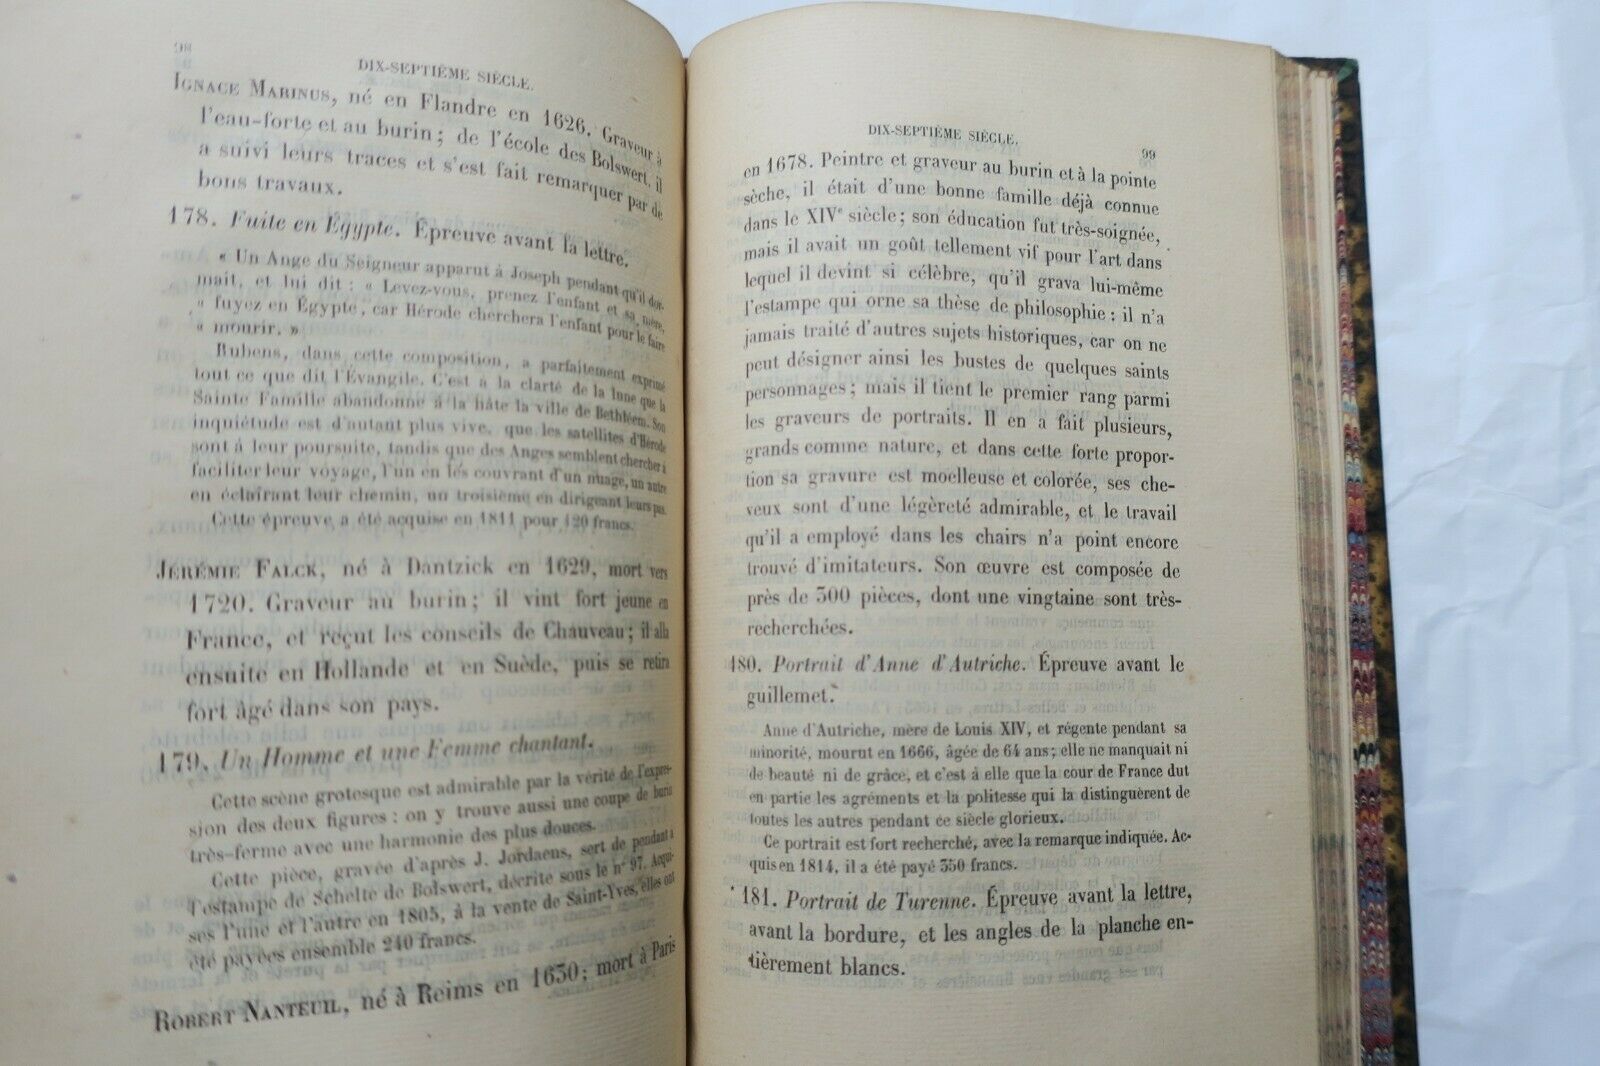 98
DIX-SEPTIÈME SIÈCLE.
IGNACE MARINUS, né en Flandre en 1626. Graveur à
l'eau-forte et au burin; de l'école des Bolswert, il
a suivi leurs traces et s'est fait remarquer par de
bons travaux.
178. Fuite en Égypte. Épreuve avant la lettre.
« Un Ange du Seigneur apparut à Joseph pendant qu'il dor-
mait, et lui dit : « Levez-vous, prenez l'enfant et sa mère,
« fuyez en Égypte, car Hérode cherchera l'enfant pour le faire
« mourir. »
Rubens, dans cette composition, a parfaitement exprimé
tout ce que dit l'Évangile. C'est à la clarté de la lune que la
Sainte Famille abandonne à la hâte la ville de Bethléem. Son
inquiétude est d'autant plus vive, que les satellites d'Hérode
sont à leur poursuite, tandis que des Anges semblent chercher à
faciliter leur voyage, l'un en les couvrant d'un nuage, un autre
en éclairant leur chemin, un troisième en dirigeant leurs pas.
Cette épreuve a été acquise en 1811 pour 120 francs.
JÉRÉMIE FALCK, né à Dantzick en 1629, mort vers
1720. Graveur au burin; il vint fort jeune en
France, et reçut les conseils de Chauveau; il alla
ensuite en Hollande et en Suède, puis se retira
fort âgé dans son pays.
179. Un Homme et une Femme chantant.
Cette scène grotesque est admirable par la vérité de l'expres-
sion des deux figures : on y trouve aussi une coupe de burin
très-ferme avec une harmonie des plus douces.
Cette pièce, gravée d'après J. Jordaens, sert de pendant à
l'estampe de Schelte de Bolswert, décrite sous le n° 97. Acqui-
ses l'une et l'autre en 1805, à la vente de Saint-Yves, elles ont
été payées ensemble 240 francs.
ROBERT NANTEUIL, né à Reims en 1630; mort à Paris
DIX-SEPTIÈME SIÈCLE.
99
en 1678. Peintre et graveur au burin et à la pointe
sèche, il était d'une bonne famille déjà connue
dans le XIVe siècle; son éducation fut très-soignée,
mais il avait un goût tellement vif pour l'art dans
lequel il devint si célèbre, qu'il grava lui-même
l'estampe qui orne sa thèse de philosophie; il n'a
jamais traité d'autres sujets historiques, car on ne
peut désigner ainsi les bustes de quelques saints
personnages; mais il tient le premier rang parmi
les graveurs de portraits. Il en a fait plusieurs,
grands comme nature, et dans cette forte propor-
tion sa gravure est moelleuse et colorée, ses che-
veux sont d'une légèreté admirable, et le travail
qu'il a employé dans les chairs n'a point encore
trouvé d'imitateurs. Son œuvre est composée de
près de 300 pièces, dont une vingtaine sont très-
recherchées.
180. Portrait d'Anne d'Autriche. Épreuve avant le
guillemet.
Anne d'Autriche, mère de Louis XIV, et régente pendant sa
minorité, mourut en 1666, âgée de 64 ans; elle ne manquait ni
de beauté ni de grâce, et c'est à elle que la cour de France dut
en partie les agréments et la politesse qui la distinguèrent de
toutes les autres pendant ce siècle glorieux.
Ce portrait est fort recherché, avec la remarque indiquée. Ac-
quis en 1814, il a été payé 350 francs.
181. Portrait de Turenne. Épreuve avant la lettre,
avant la bordure, et les angles de la planche en-
tièrement blancs.